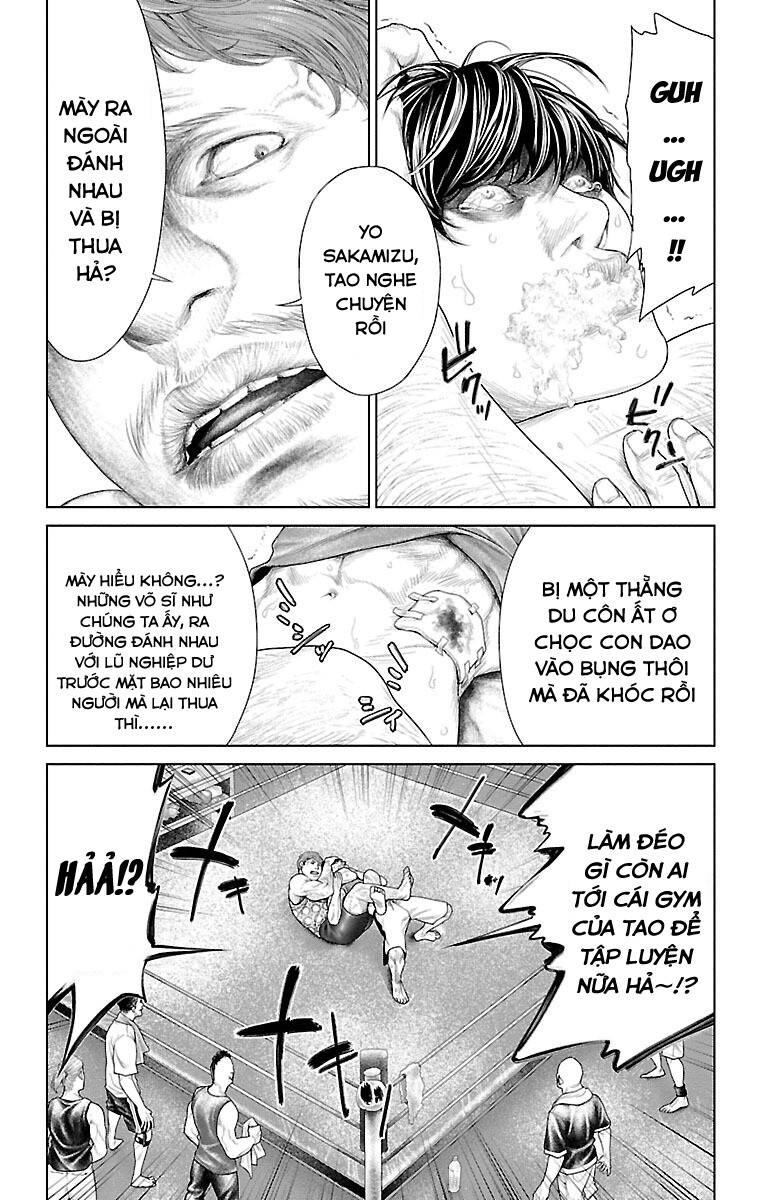 GUH
...
UGH
...
!!
YO
SAKAMIZU,
TAO NGHE
CHUYỆN
RỒI
MÀY RA
NGOÀI
ĐÁNH
NHAU
VÀ BỊ
THUA
HẢ?
BỊ MỘT THẰNG
DU CÔN ẤT Ơ
CHỌC CON DAO
VÀO BỤNG THÔI
MÀ ĐÃ KHÓC RỒI
MÀY HIỂU KHÔNG...?
NHỮNG VÕ SĨ NHƯ
CHÚNG TA ẤY, RA
ĐƯỜNG ĐÁNH NHAU
VỚI LŨ NGHIỆP DƯ
TRƯỚC MẶT BAO NHIÊU
NGƯỜI MÀ LẠI THUA
THÌ......
LÀM ĐÉO
GÌ CÒN AI
TỚI CÁI GYM
CỦA TAO ĐỂ
TẬP LUYỆN
NỮA HẢ~!?
HẢẢ!?